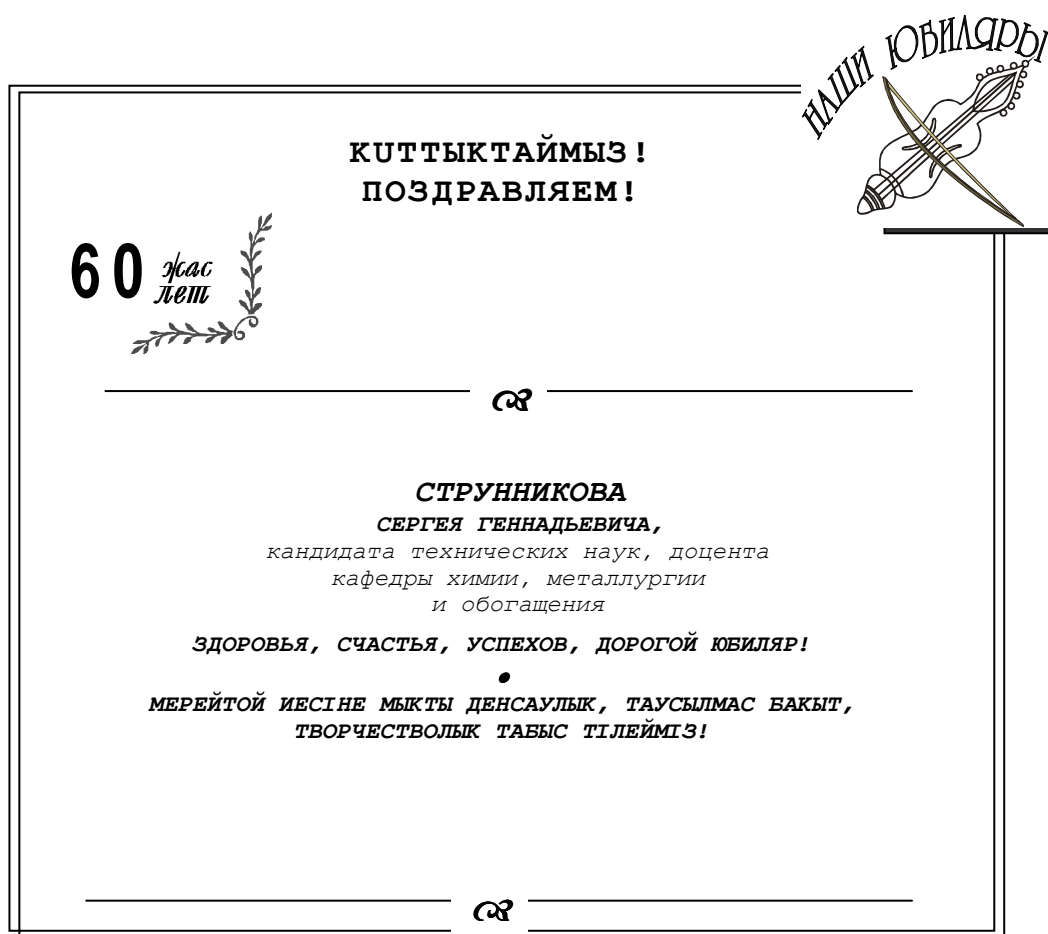 НАШИ ЮБИЛЯРЫ
КUТТЫКТАЙМЫЗ!
ПОЗДРАВЛЯЕМ!
60 жас
лет
СТРУННИКОВА
СЕРГЕЯ ГЕННАДЬЕВИЧА,
кандидата технических наук, доцента
кафедры химии, металлургии
и обогащения
ЗДОРОВЬЯ, СЧАСТЬЯ, УСПЕХОВ, ДОРОГОЙ ЮБИЛЯР!
МЕРЕЙТОЙ ИЕСІНЕ МЫКТЫ ДЕНСАУЛЫК, ТАУСЫЛМАС БАКЫТ,
ТВОРЧЕСТВОЛЫК ТАБЫС ТІЛЕЙМІЗ!